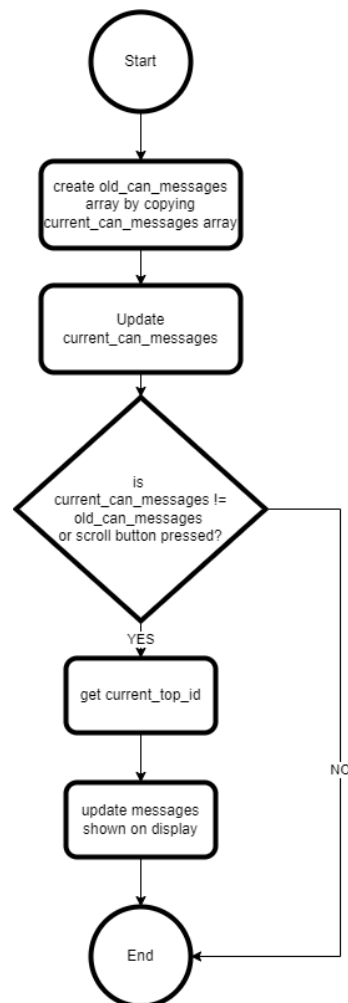 Start
create old_can_messages
array by copying
current_can_messages array
Update
current_can_messages
is
current_can_messages !=
old_can_messages
or scroll button pressed?
YES
get current_top_id
NO
update messages
shown on display
End